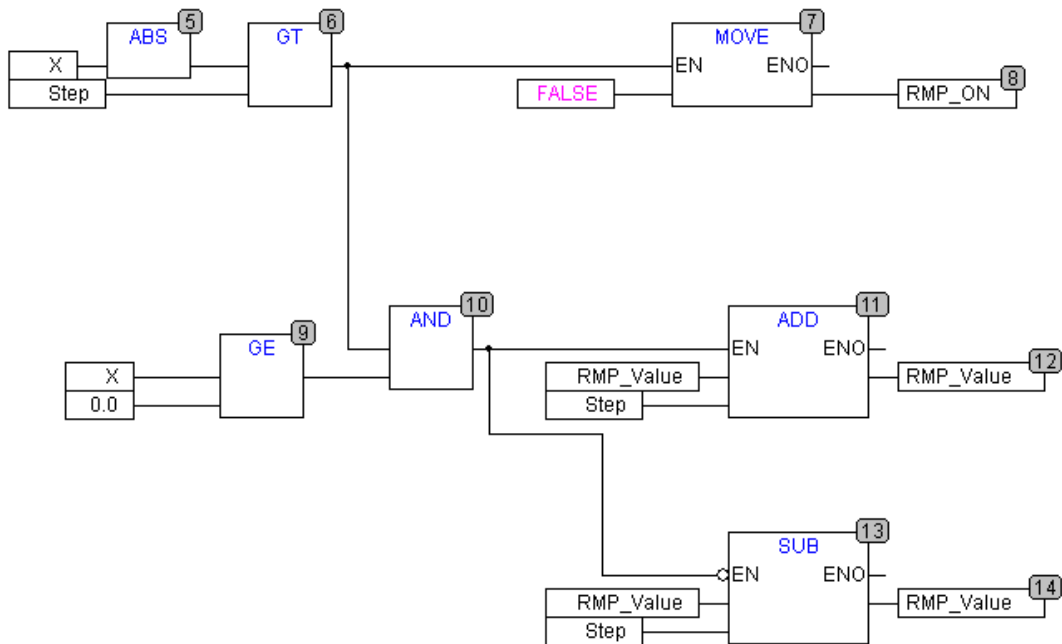 5 6 7
ABS GT MOVE
X EN ENO 8
Step FALSE RMP_ON
10 11
9 AND ADD
GE EN ENO 12
X RMP_Value RMP_Value
0.0 Step
13
SUB
EN ENO 14
RMP_Value RMP_Value
Step